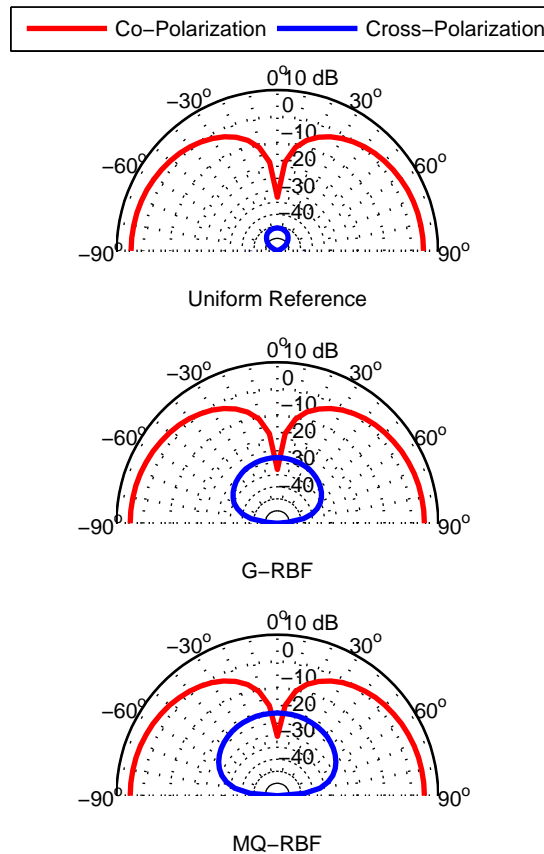 Co−Polarization Cross−Polarization
0° 10 dB
−30° 0 30°
−10
−60° −20 60°
−30
−40
−90° 90°
Uniform Reference
0° 10 dB
−30° 0 30°
−10
−60° −20 60°
−30
−40
−90° 90°
G−RBF
0° 10 dB
−30° 0 30°
−10
−60° −20 60°
−30
−40
−90° 90°
MQ−RBF